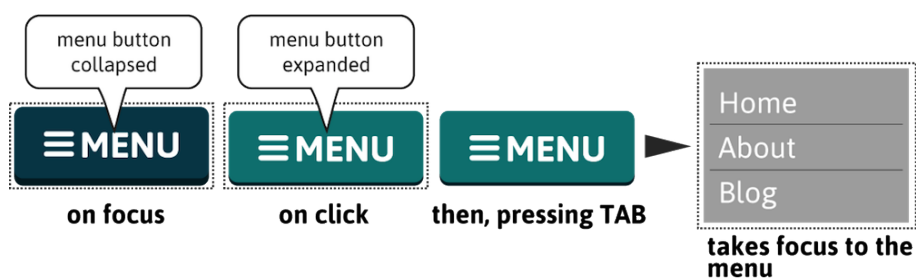 menu button
collapsed
menu button
expanded
MENU
MENU
MENU
Home
About
Blog
on focus
on click
then, pressing TAB
takes focus to the
menu